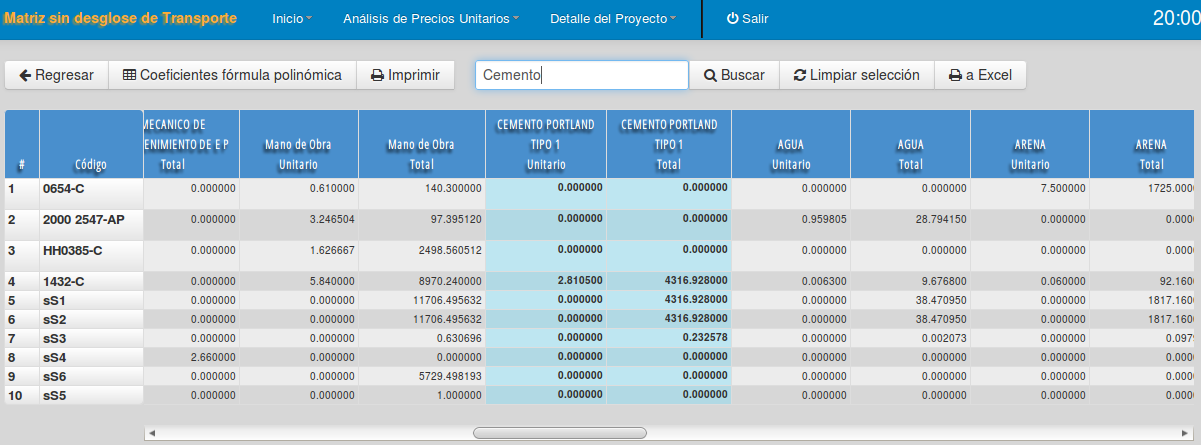 Matriz sin desglose de Transporte Inicio Análisis de Precios Unitarios Detalle del Proyecto Salir 20:00
Regresar Coeficientes fórmula polinómica Imprimir Cemento Buscar Limpiar selección a Excel
MECANICO DE CEMENTO PORTLAND CEMENTO PORTLAND
ENIMIENTO DE E P Mano de Obra Mano de Obra TIPO 1 TIPO 1 AGUA AGUA ARENA ARENA
# Código Total Unitario Total Unitario Total Unitario Total Unitario Total
1 0654-C 0.000000 0.610000 140.300000 0.000000 0.000000 0.000000 0.000000 7.500000 1725.000
2 2000 2547-AP 0.000000 3.246504 97.395120 0.000000 0.000000 0.959805 28.794150 0.000000 0.000
3 HH0385-C 0.000000 1.626667 2498.560512 0.000000 0.000000 0.000000 0.000000 0.000000 0.000
4 1432-C 0.000000 5.840000 8970.240000 2.810500 4316.928000 0.006300 9.676800 0.060000 92.160
5 sS1 0.000000 0.000000 11706.495632 0.000000 4316.928000 0.000000 38.470950 0.000000 1817.160
6 sS2 0.000000 0.000000 11706.495632 0.000000 4316.928000 0.000000 38.470950 0.000000 1817.160
7 sS3 0.000000 0.000000 0.630696 0.000000 0.232578 0.000000 0.002073 0.000000 0.097
8 sS4 2.660000 0.000000 0.000000 0.000000 0.000000 0.000000 0.000000 0.000000 0.000
9 sS6 0.000000 0.000000 5729.498193 0.000000 0.000000 0.000000 0.000000 0.000000 0.000
10 sS5 0.000000 0.000000 1.000000 0.000000 0.000000 0.000000 0.000000 0.000000 0.000